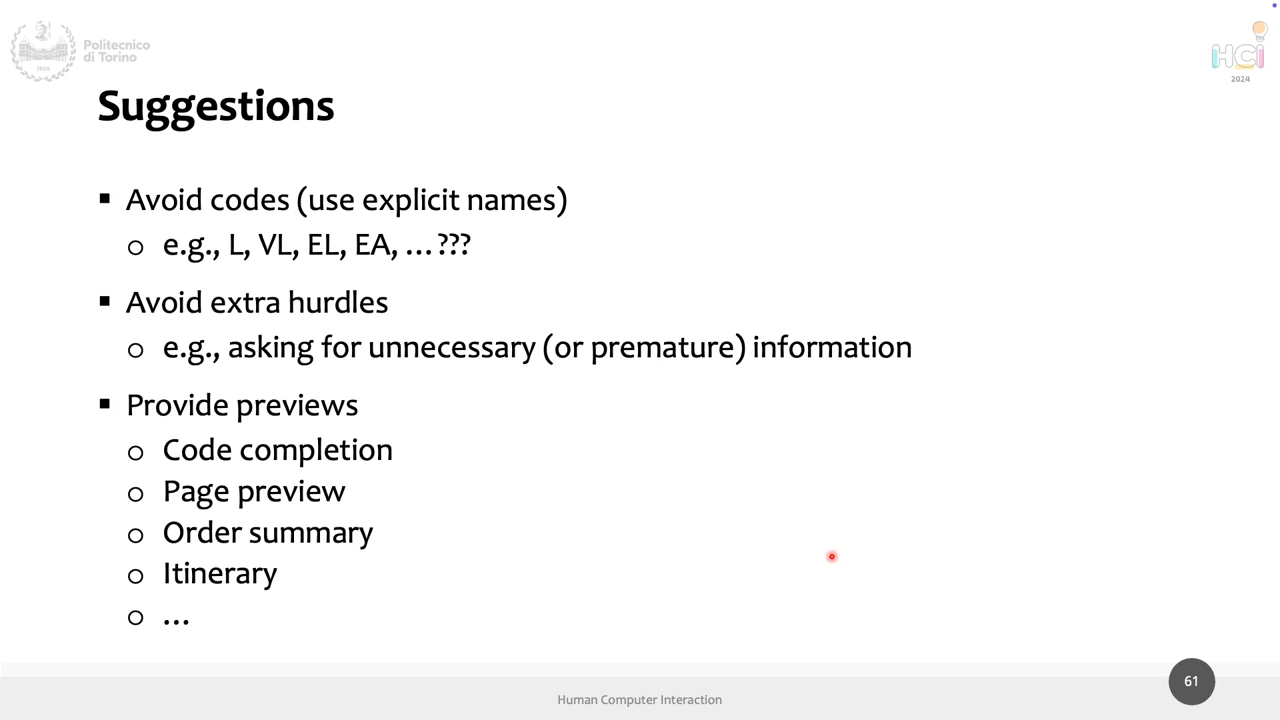 Politecnico
di Torino
1859
HCI
2024
Suggestions
▪ Avoid codes (use explicit names)
o e.g., L, VL, EL, EA, …???
▪ Avoid extra hurdles
o e.g., asking for unnecessary (or premature) information
▪ Provide previews
o Code completion
o Page preview
o Order summary
o Itinerary
o …
61
Human Computer Interaction